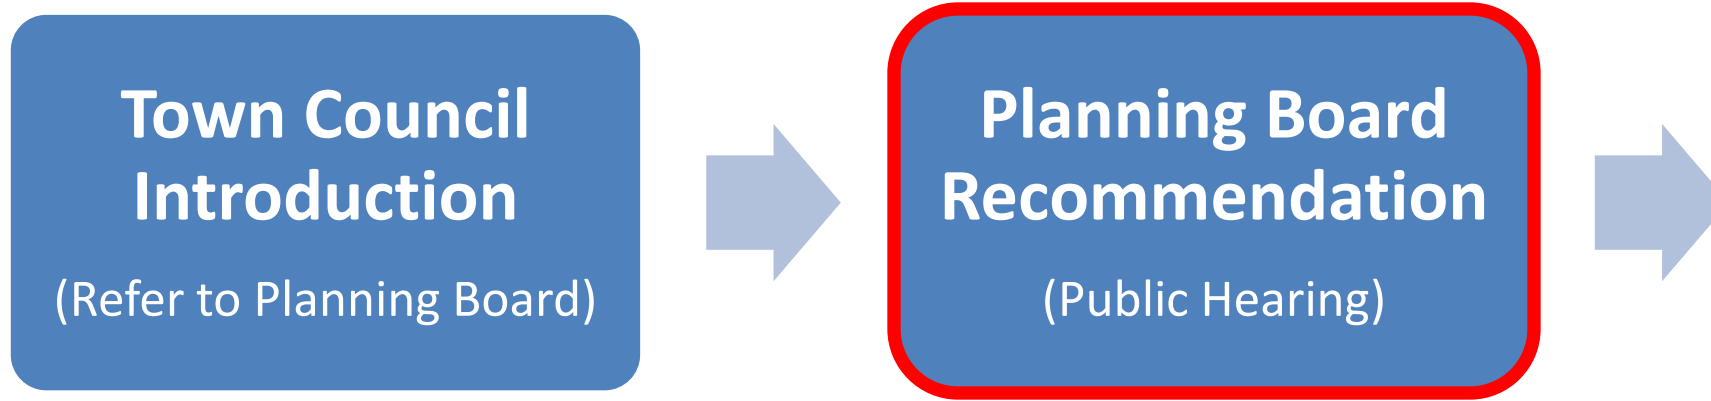 Town Council
Introduction
(Refer to Planning Board)
Planning Board
Recommendation
(Public Hearing)